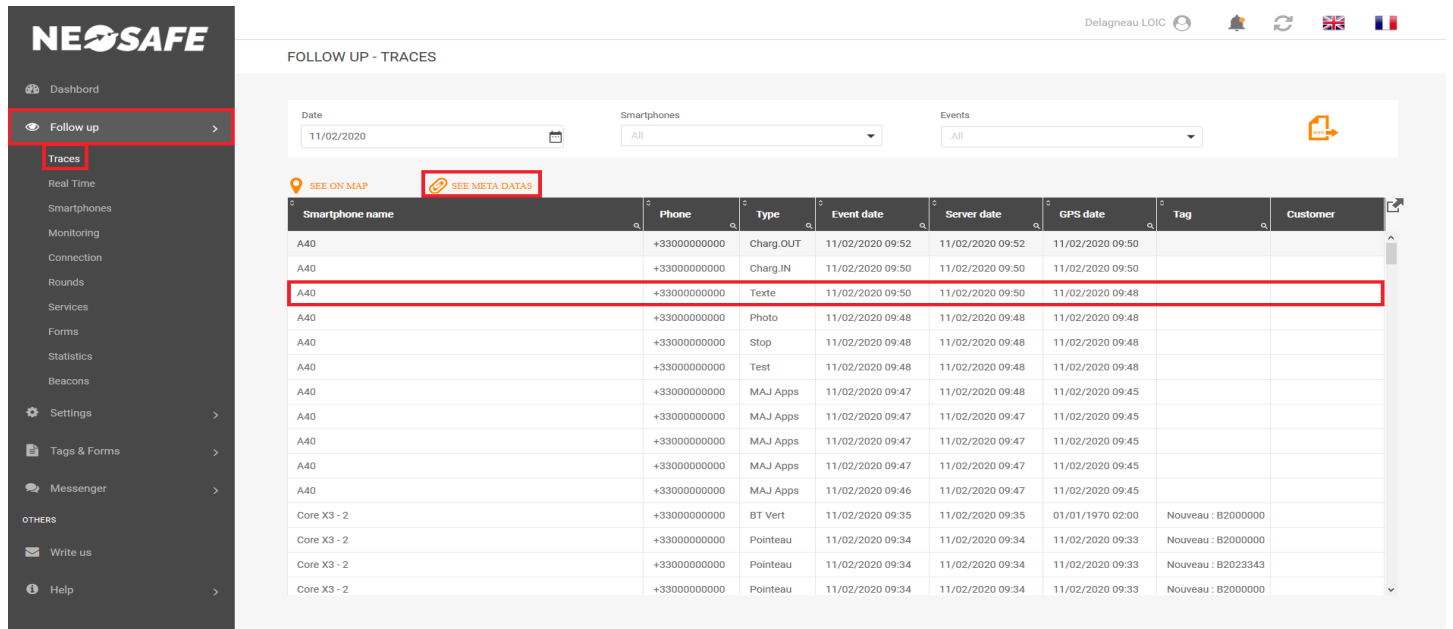 NEOSAFE
Delagneau LOIC
FOLLOW UP - TRACES
Dashbord
Follow up
Traces
Real Time
Smartphones
Monitoring
Connection
Rounds
Services
Forms
Statistics
Beacons
Settings
Tags & Forms
Messenger
OTHERS
Write us
Help
Date Smartphones Events
11/02/2020 All All
SEE ON MAP SEE META DATAS
Smartphone name Phone Type Event date Server date GPS date Tag Customer
A40 +33000000000 Charg.OUT 11/02/2020 09:52 11/02/2020 09:52 11/02/2020 09:50
A40 +33000000000 Charg.IN 11/02/2020 09:50 11/02/2020 09:50 11/02/2020 09:50
A40 +33000000000 Texte 11/02/2020 09:50 11/02/2020 09:50 11/02/2020 09:48
A40 +33000000000 Photo 11/02/2020 09:48 11/02/2020 09:48 11/02/2020 09:48
A40 +33000000000 Stop 11/02/2020 09:48 11/02/2020 09:48 11/02/2020 09:48
A40 +33000000000 Test 11/02/2020 09:48 11/02/2020 09:48 11/02/2020 09:48
A40 +33000000000 MAJ Apps 11/02/2020 09:47 11/02/2020 09:48 11/02/2020 09:45
A40 +33000000000 MAJ Apps 11/02/2020 09:47 11/02/2020 09:47 11/02/2020 09:45
A40 +33000000000 MAJ Apps 11/02/2020 09:47 11/02/2020 09:47 11/02/2020 09:45
A40 +33000000000 MAJ Apps 11/02/2020 09:47 11/02/2020 09:47 11/02/2020 09:45
A40 +33000000000 MAJ Apps 11/02/2020 09:46 11/02/2020 09:47 11/02/2020 09:45
Core X3 - 2 +33000000000 BT Vert 11/02/2020 09:35 11/02/2020 09:35 01/01/1970 02:00 Nouveau : B2000000
Core X3 - 2 +33000000000 Pointeau 11/02/2020 09:34 11/02/2020 09:34 11/02/2020 09:33 Nouveau : B2000000
Core X3 - 2 +33000000000 Pointeau 11/02/2020 09:34 11/02/2020 09:34 11/02/2020 09:33 Nouveau : B2023343
Core X3 - 2 +33000000000 Pointeau 11/02/2020 09:34 11/02/2020 09:34 11/02/2020 09:33 Nouveau : B2000000